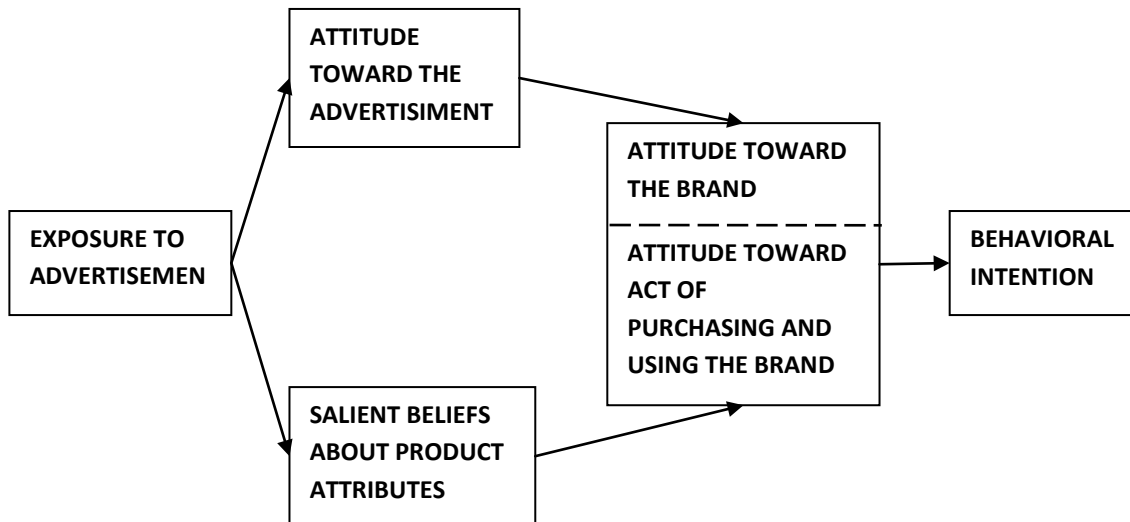 ATTITUDE
TOWARD THE
ADVERTISIMENT
EXPOSURE TO
ADVERTISEMEN
SALIENT BELIEFS
ABOUT PRODUCT
ATTRIBUTES
ATTITUDE TOWARD
THE BRAND
ATTITUDE TOWARD
ACT OF
PURCHASING AND
USING THE BRAND
BEHAVIORAL
INTENTION